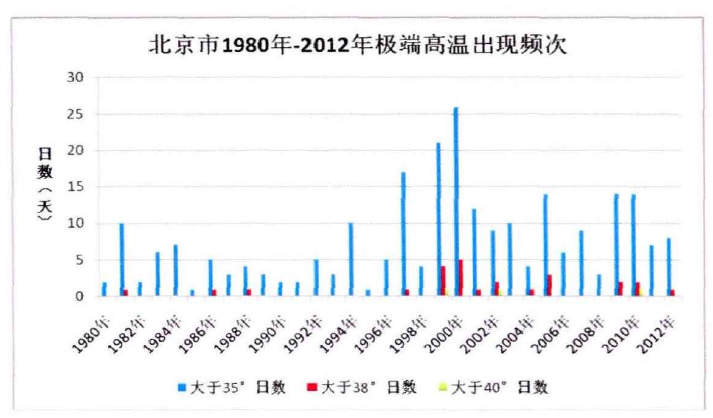 北京市1980年-2012年极端高温出现频次
30
25
20
15
10
5
0
日数（天）
1980年
1982年
1984年
1986年
1988年
1990年
1992年
1994年
1996年
1998年
2000年
2002年
2004年
2006年
2008年
2010年
2012年
大于35° 日数 大于38° 日数 大于40° 日数